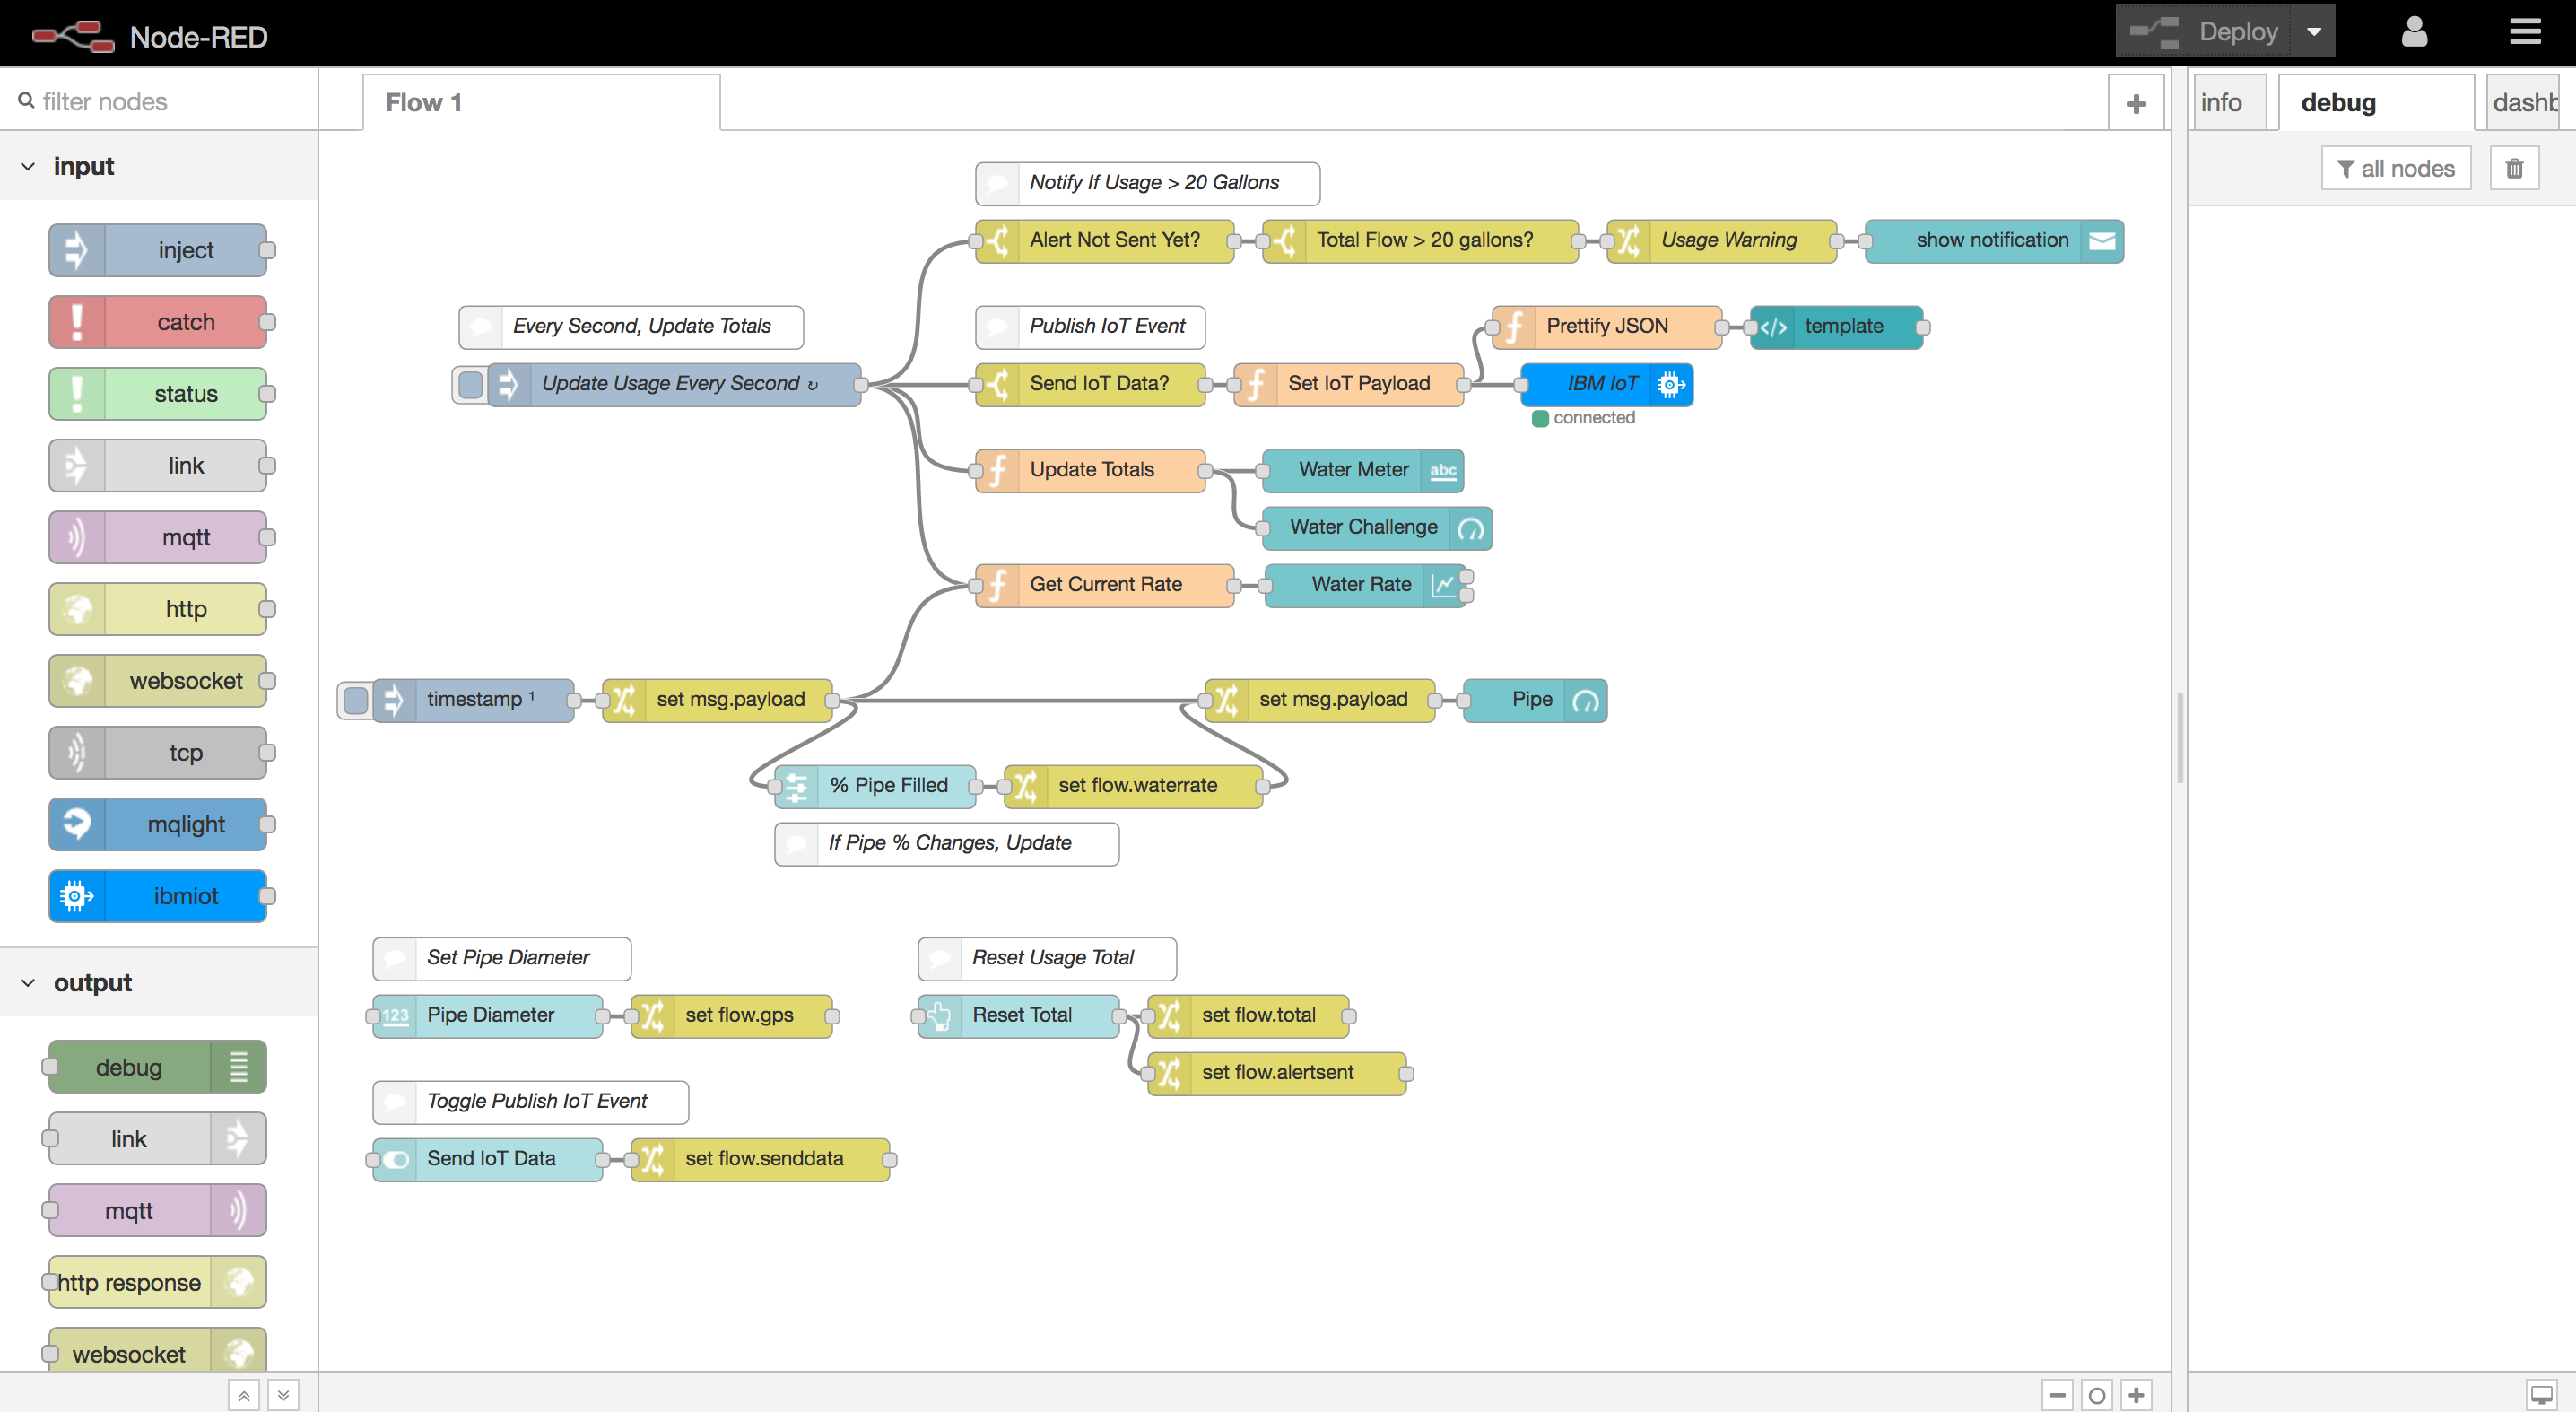 Node-RED
Deploy
filter nodes
Flow 1
info
debug
dashb
all nodes
input
inject
catch
status
link
mqtt
http
websocket
tcp
mqlight
ibmiot
output
debug
link
mqtt
http response
websocket
Notify If Usage > 20 Gallons
Alert Not Sent Yet?
Total Flow > 20 gallons?
Usage Warning
show notification
Every Second, Update Totals
Publish IoT Event
Prettify JSON
</> template
Update Usage Every Second ↻
Send IoT Data?
Set IoT Payload
IBM IoT
connected
Update Totals
Water Meter abc
Water Challenge
Get Current Rate
Water Rate
timestamp ¹
set msg.payload
set msg.payload
Pipe
% Pipe Filled
set flow.waterrate
If Pipe % Changes, Update
Set Pipe Diameter
Reset Usage Total
123 Pipe Diameter
set flow.gps
Reset Total
set flow.total
set flow.alertsent
Toggle Publish IoT Event
Send IoT Data
set flow.senddata